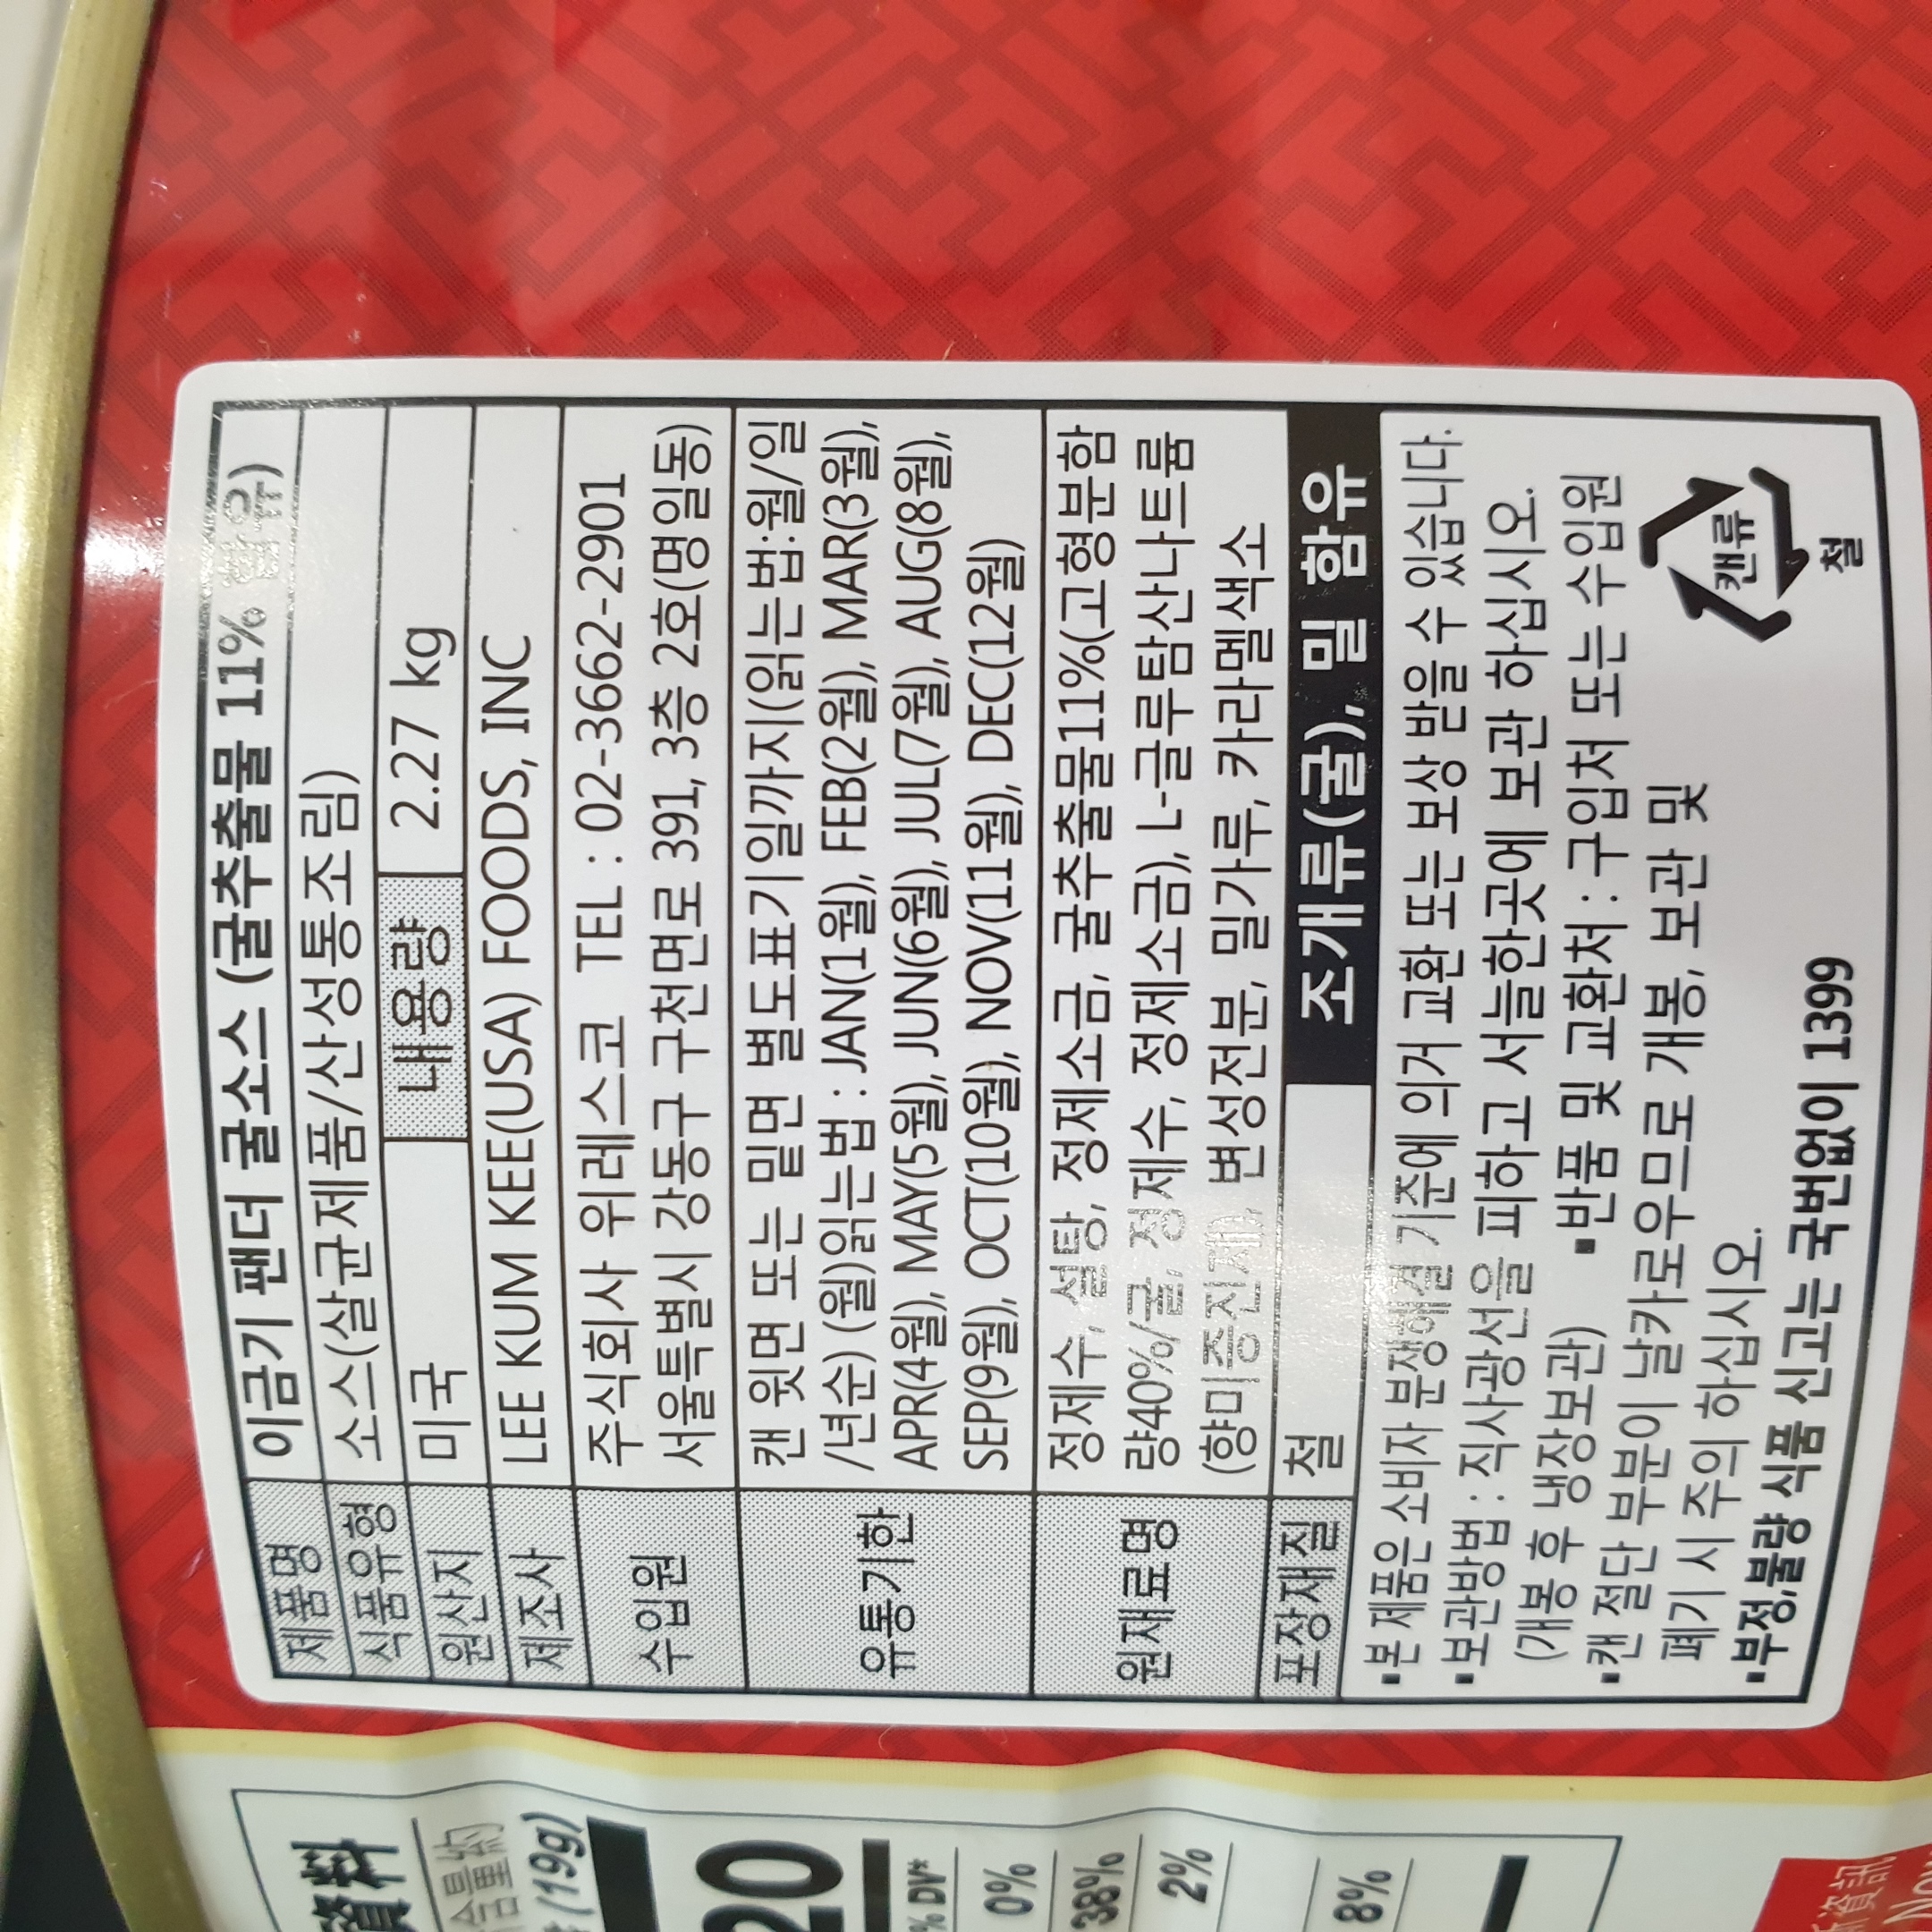 제품명 이금기 팬더 굴소스 (굴추출물 11% 함유)
식품유형 소스(살균제품/산성통조림)
원산지 미국 내용량 2.27 kg
제조사 LEE KUM KEE(USA) FOODS, INC
수입원 주식회사 위레스코 TEL : 02-3662-2901
서울특별시 강동구 구천면로 391, 3층 2호(명일동)
유통기한 캔 윗면 또는 밑면 별도표기일까지(읽는법:월/일
/년순) (월)읽는법 : JAN(1월), FEB(2월), MAR(3월),
APR(4월), MAY(5월), JUN(6월), JUL(7월), AUG(8월),
SEP(9월), OCT(10월), NOV(11월), DEC(12월)
원재료명 정제수, 설탕, 정제소금, 굴추출물11%(고형분함
량40%/굴, 정제수, 정제소금), L-글루탐산나트륨
(향미증진제), 변성전분, 밀가루, 카라멜색소
포장재질 철 조개류(굴), 밀 함유
▪본 제품은 소비자 분쟁해결 기준에 의거 교환 또는 보상 받을 수 있습니다.
▪보관방법 : 직사광선을 피하고 서늘한곳에 보관 하십시오.
(개봉 후 냉장보관) ▪반품 및 교환처 : 구입처 또는 수입원
▪캔 절단 부분이 날카로우므로 개봉, 보관 및
폐기 시 주의 하십시오.
▪부정,불량 식품 신고는 국번없이 1399
캔류
철
資料
(19g)
20
% DV*
0%
38%
2%
8%